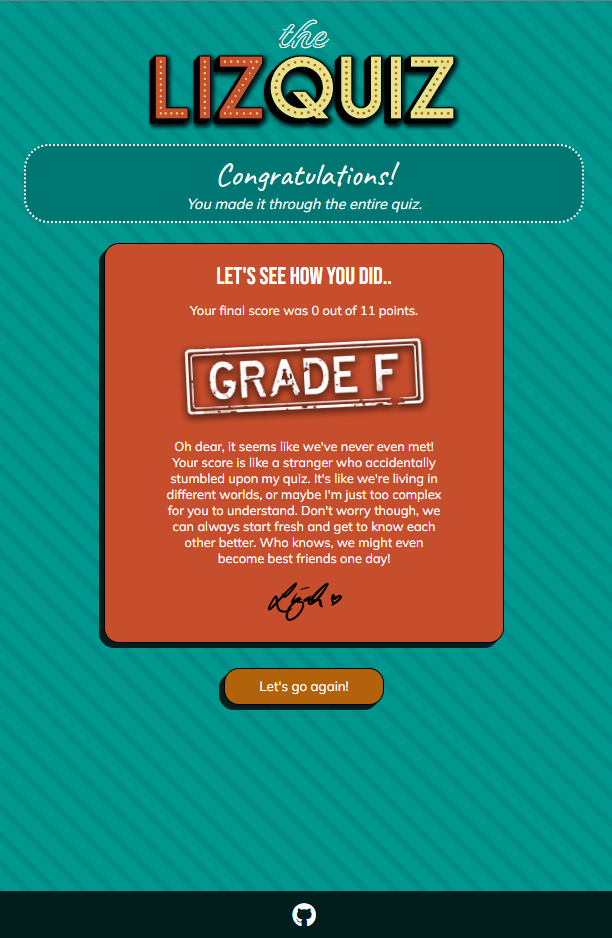 the
LIZQUIZ
Congratulations!
You made it through the entire quiz.
LET'S SEE HOW YOU DID..
Your final score was 0 out of 11 points.
GRADE F
Oh dear, it seems like we've never even met!
Your score is like a stranger who accidentally
stumbled upon my quiz. It's like we're living in
different worlds, or maybe I'm just too complex
for you to understand. Don't worry though, we
can always start fresh and get to know each
other better. Who knows, we might even
become best friends one day!
Let's go again!